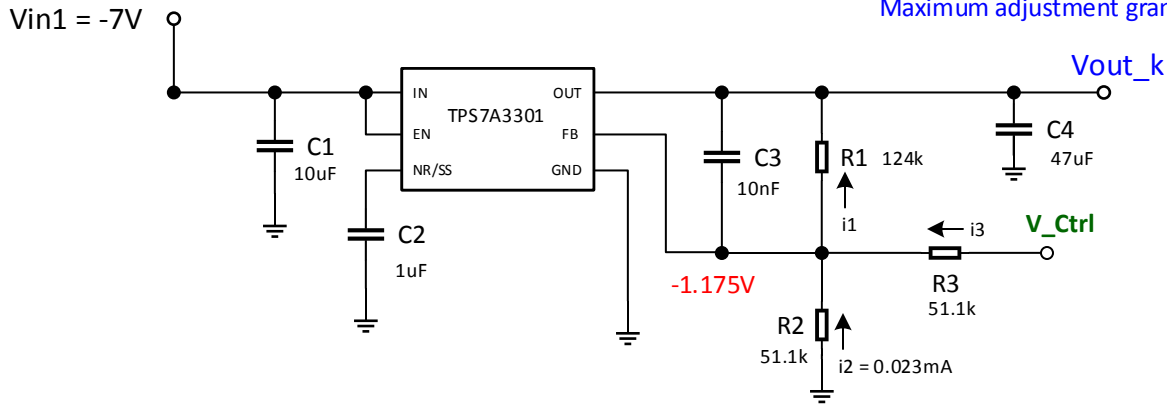 Maximum adjustment
Vin1 = -7V
Vout_k
IN
OUT
TPS7A3301
EN
FB
NR/SS
GND
C1
10uF
C2
1uF
C3
10nF
R1 124k
C4
47uF
i1
i3
V_Ctrl
-1.175V
R3
51.1k
R2
51.1k
i2 = 0.023mA